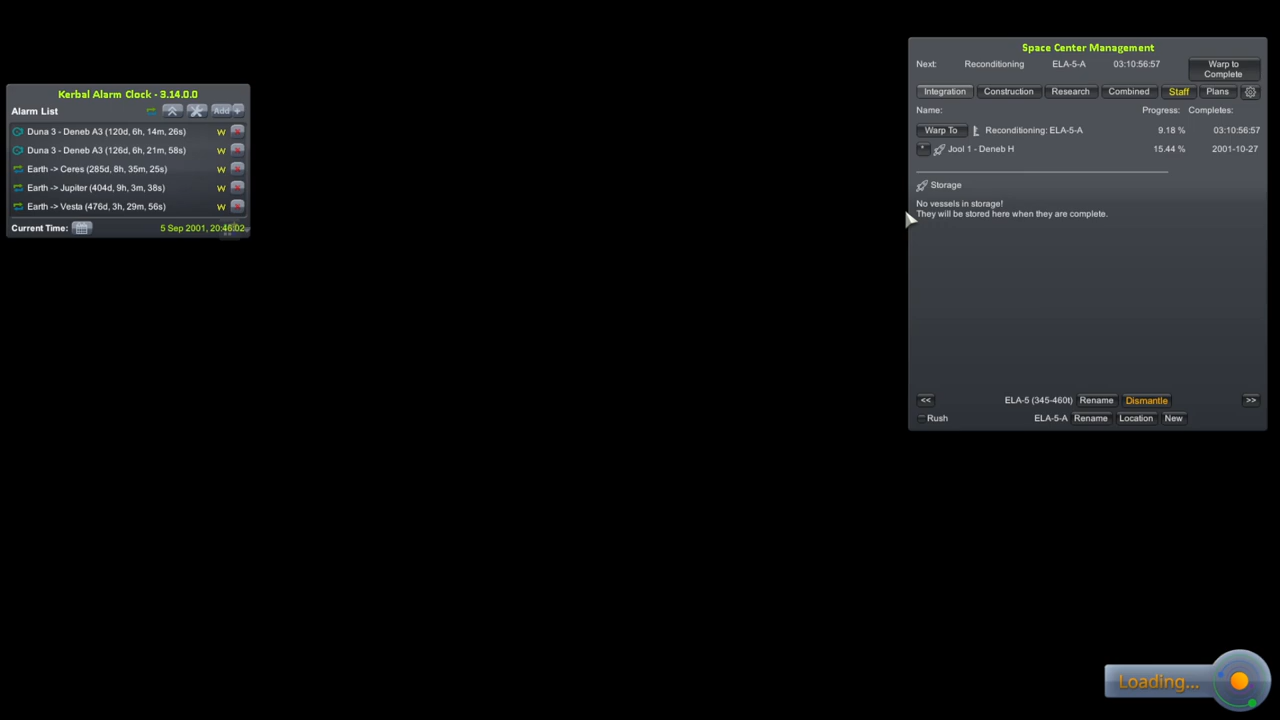 Kerbal Alarm Clock - 3.14.0.0
Alarm List Add +
Duna 3 - Deneb A3 (120d, 6h, 14m, 26s) W
Duna 3 - Deneb A3 (126d, 6h, 21m, 58s) W
Earth -> Ceres (285d, 8h, 35m, 25s) W
Earth -> Jupiter (404d, 9h, 3m, 38s) W
Earth -> Vesta (476d, 3h, 29m, 56s) W
Current Time: 5 Sep 2001, 20:46:02
Space Center Management
Next: Reconditioning ELA-5-A 03:10:56:57 Warp to Complete
Integration Construction Research Combined Staff Plans
Name: Progress: Completes:
Warp To Reconditioning: ELA-5-A 9.18 % 03:10:56:57
* Jool 1 - Deneb H 15.44 % 2001-10-27
Storage
No vessels in storage!
They will be stored here when they are complete.
<< ELA-5 (345-460t) Rename Dismantle >>
Rush ELA-5-A Rename Location New
Loading...